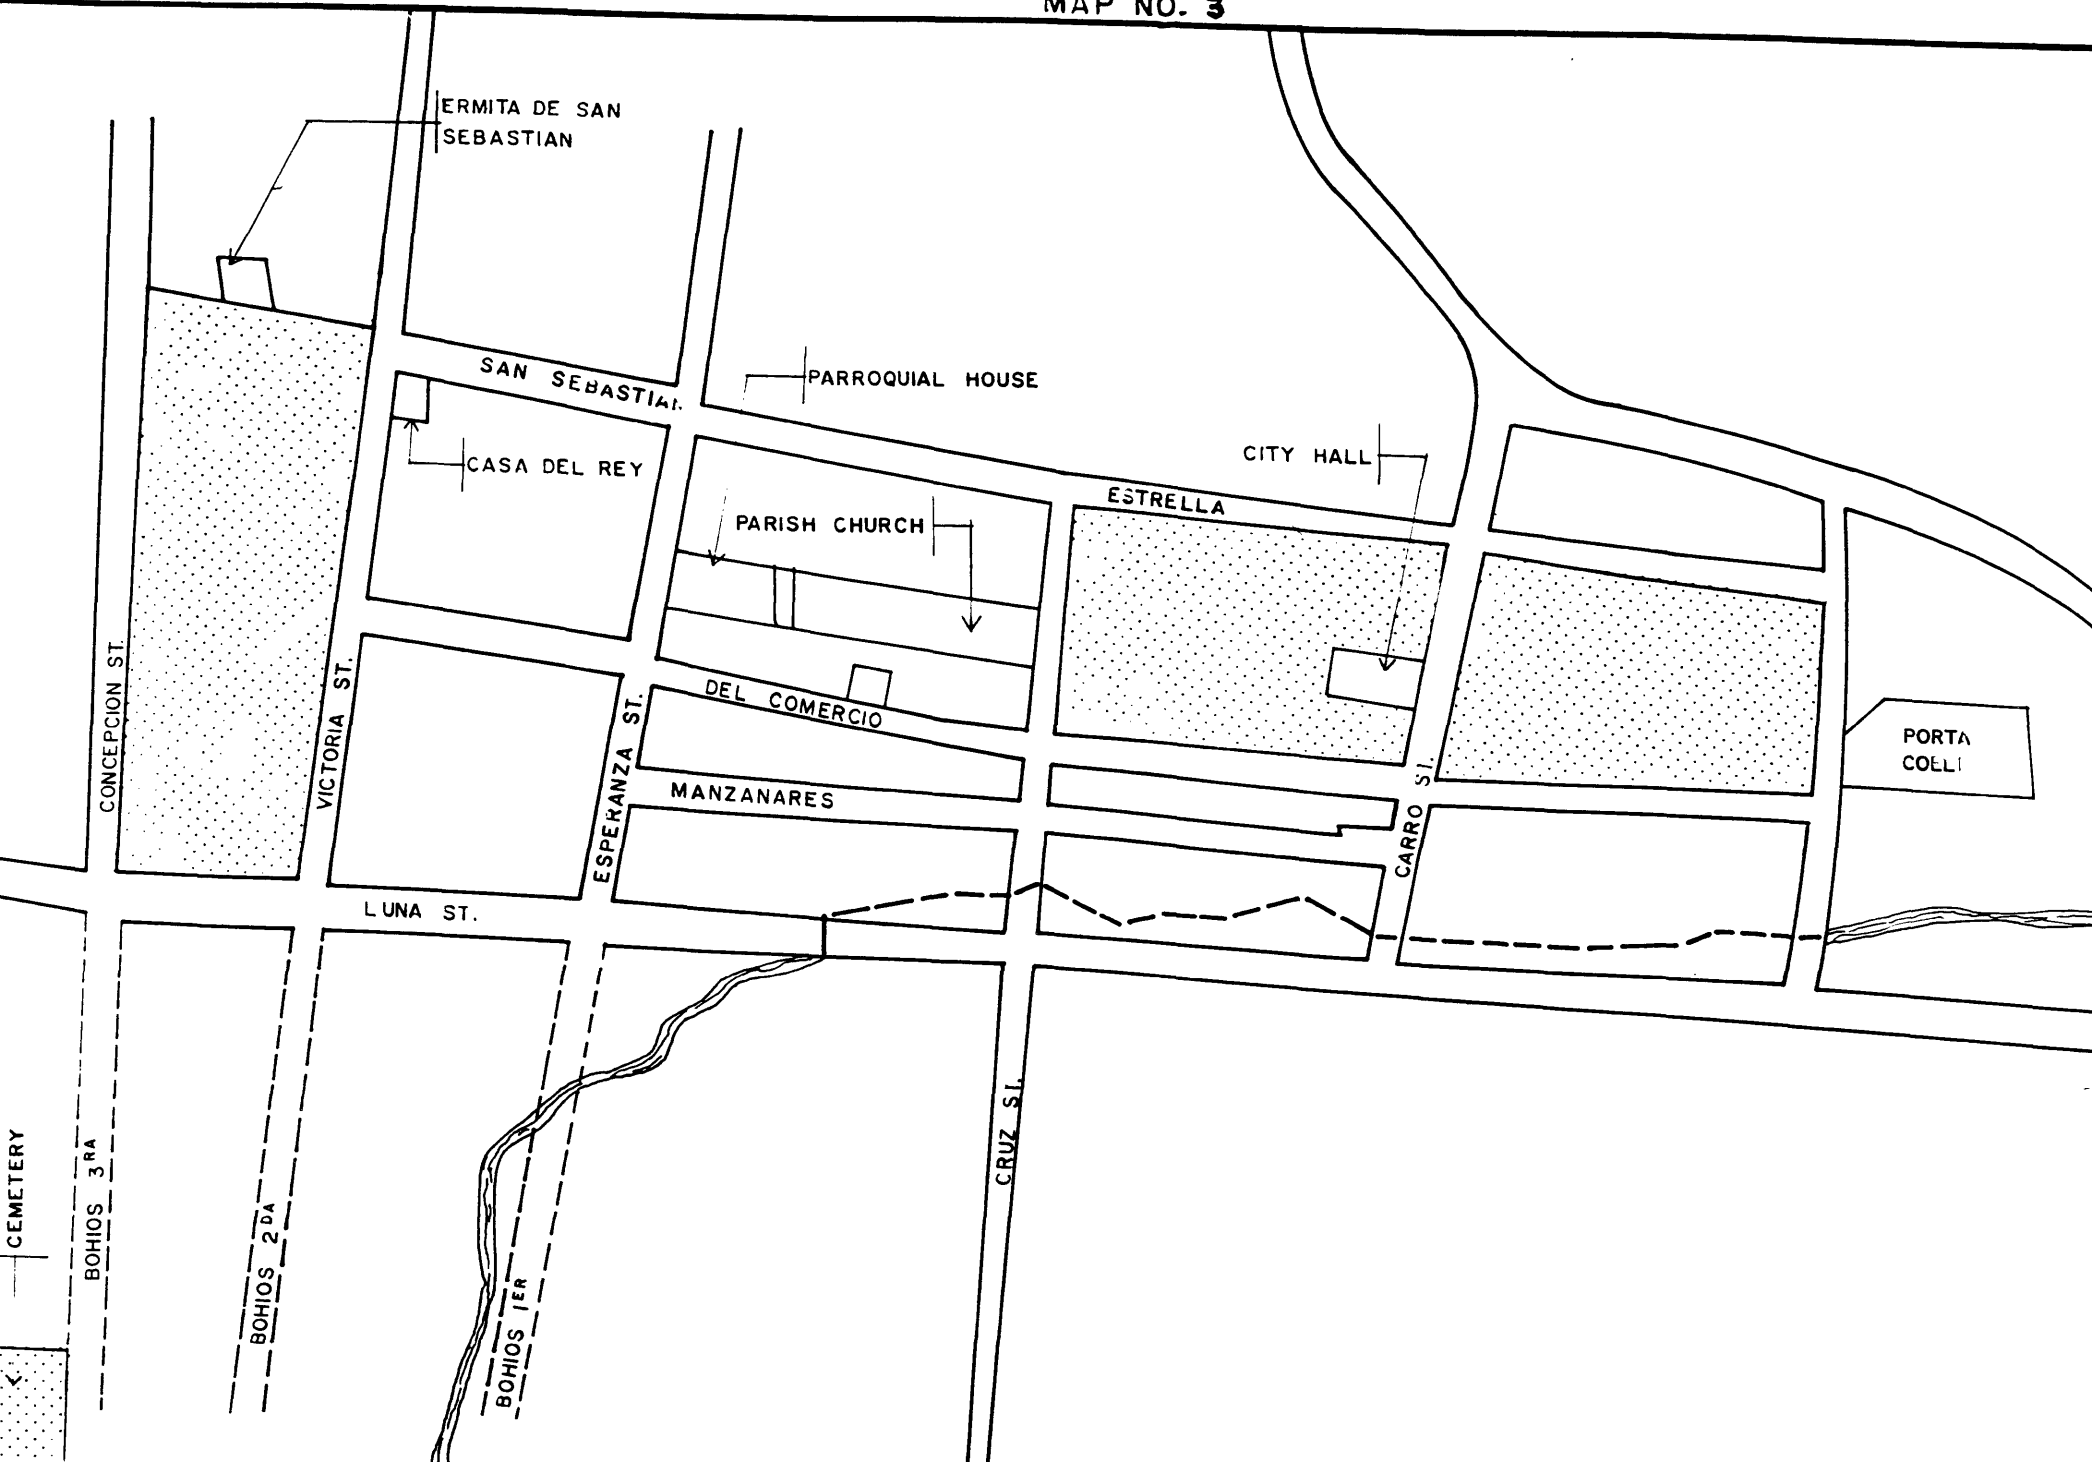 MAP NO. 3
ERMITA DE SAN
SEBASTIAN
SAN SEBASTIAN
PARROQUIAL HOUSE
CASA DEL REY
CITY HALL
ESTRELLA
PARISH CHURCH
CONCEPCION ST.
VICTORIA ST.
ESPERANZA ST.
DEL COMERCIO
MANZANARES
CARRO ST.
PORTA
COELI
LUNA ST.
CRUZ ST.
CEMETERY
BOHIOS 3RA
BOHIOS 2DA
BOHIOS 1ER